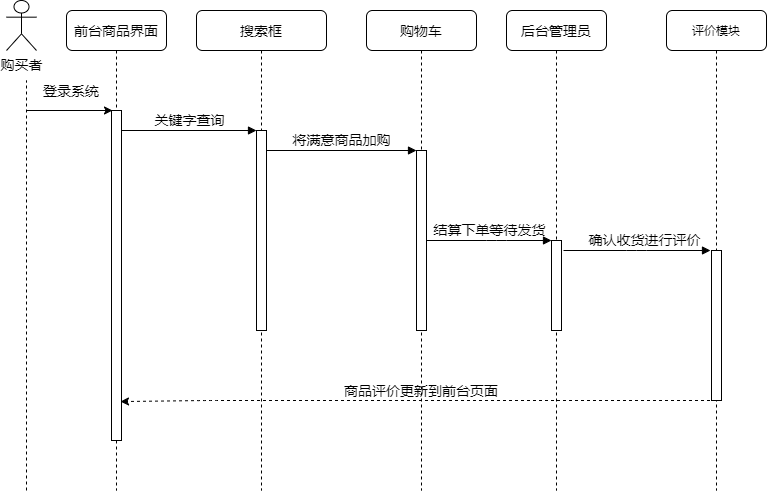 前台商品界面
搜索框
购物车
后台管理员
评价模块
购买者
登录系统
关键字查询
将满意商品加购
结算下单等待发货
确认收货进行评价
商品评价更新到前台页面